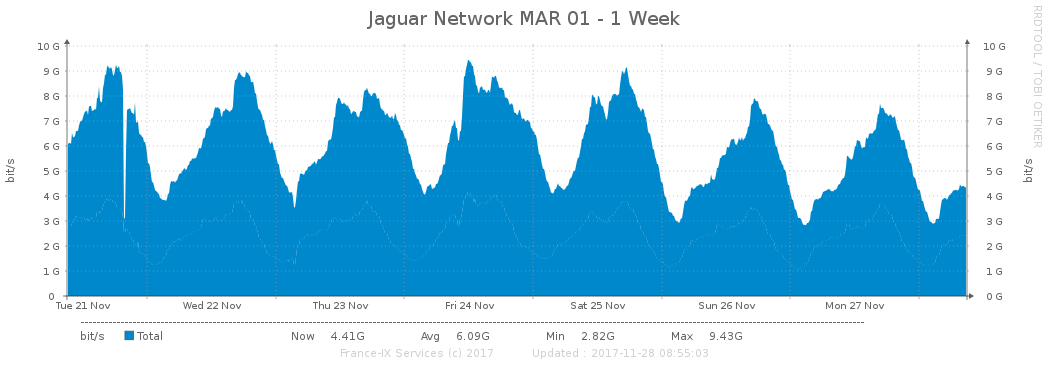 Jaguar Network MAR 01 - 1 Week
RRDTOOL / TOBI OETIKER
bit/s
10 G
9 G
8 G
7 G
6 G
5 G
4 G
3 G
2 G
1 G
0
10 G
9 G
8 G
7 G
6 G
5 G
4 G
3 G
2 G
1 G
0 G
bit/s
Tue 21 Nov Wed 22 Nov Thu 23 Nov Fri 24 Nov Sat 25 Nov Sun 26 Nov Mon 27 Nov
bit/s Total Now 4.41G Avg 6.09G Min 2.82G Max 9.43G
France-IX Services (c) 2017 Updated : 2017-11-28 08:55:03